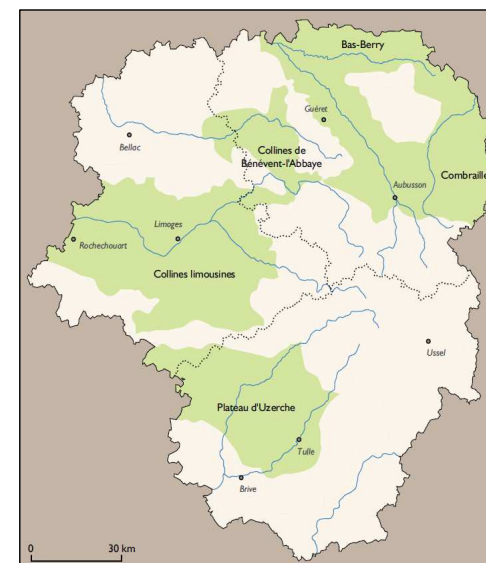 Bas-Berry
Guéret
Bellac
Collines de
Bénévent-l'Abbaye
Combraille
Aubusson
Limoges
Rochechouart
Collines limousines
Ussel
Plateau d'Uzerche
Tulle
Brive
0 30 km